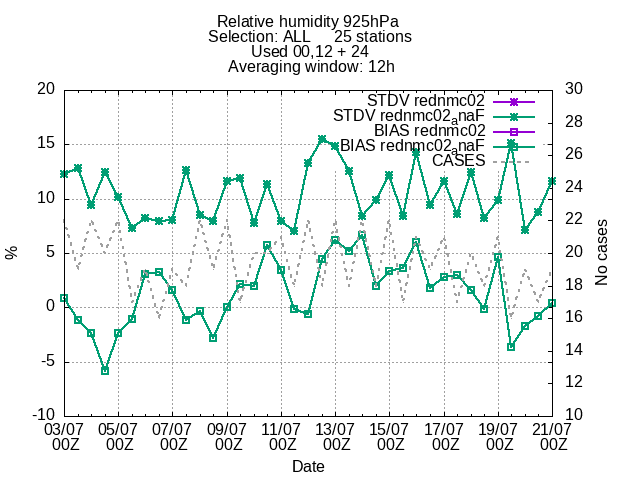 Relative humidity 925hPa
Selection: ALL 25 stations
Used 00,12 + 24
Averaging window: 12h
STDV rednmc02
STDV rednmc02anaF
BIAS rednmc02
BIAS rednmc02anaF
CASES
20
15
10
5
0
-5
-10
%
30
28
26
24
22
20
18
16
14
12
10
No cases
03/07 05/07 07/07 09/07 11/07 13/07 15/07 17/07 19/07 21/07
00Z 00Z 00Z 00Z 00Z 00Z 00Z 00Z 00Z 00Z
Date